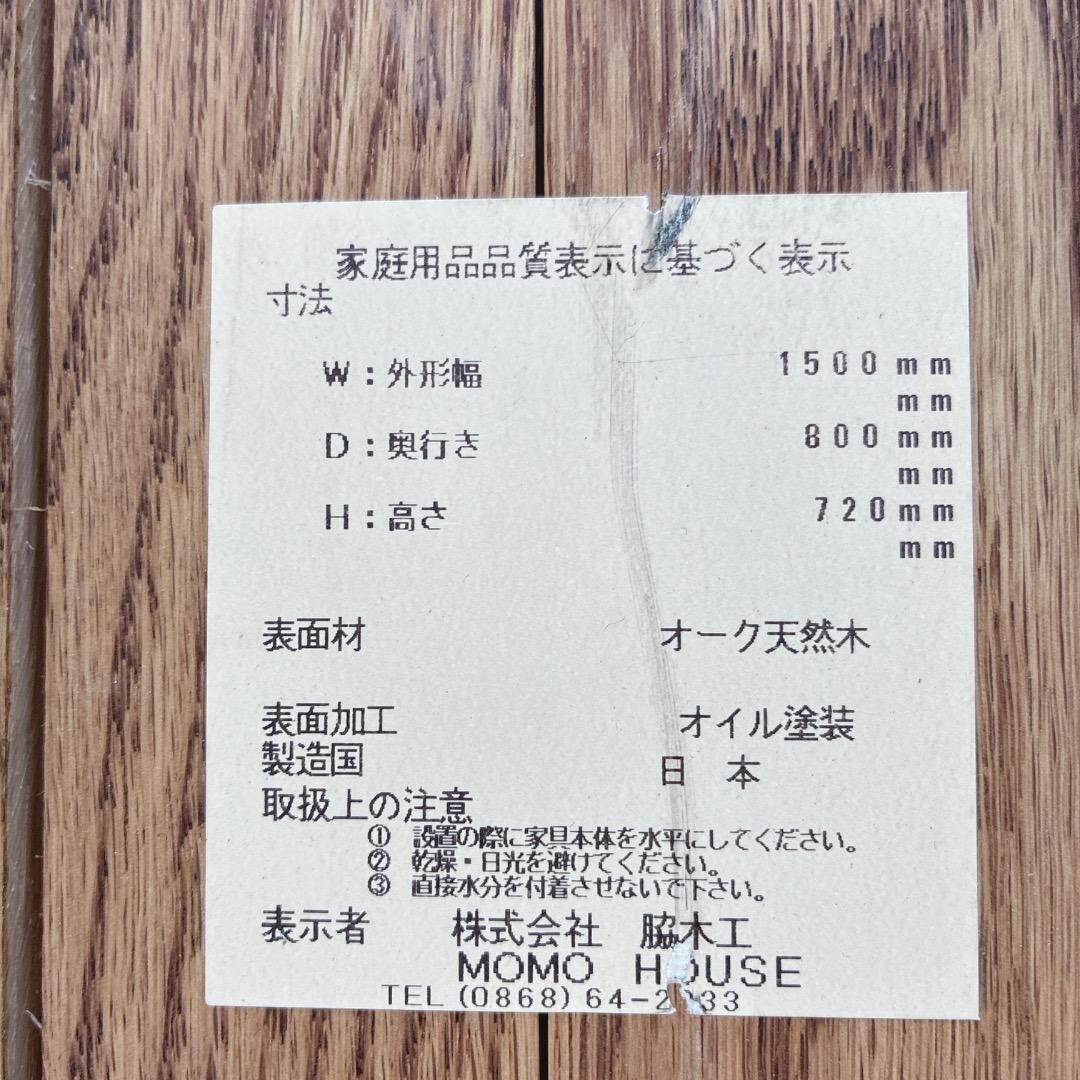 家庭用品品質表示に基づく表示
寸法
W：外形幅 1500mm
mm
D：奥行き 800mm
mm
H：高さ 720mm
mm
表面材 オーク天然木
表面加工 オイル塗装
製造国 日 本
取扱上の注意
① 設置の際に家具本体を水平にしてください。
② 乾燥・日光を避けてください。
③ 直接水分を付着させないで下さい。
表示者 株式会社 脇木工
MOMO HOUSE
TEL (0868)